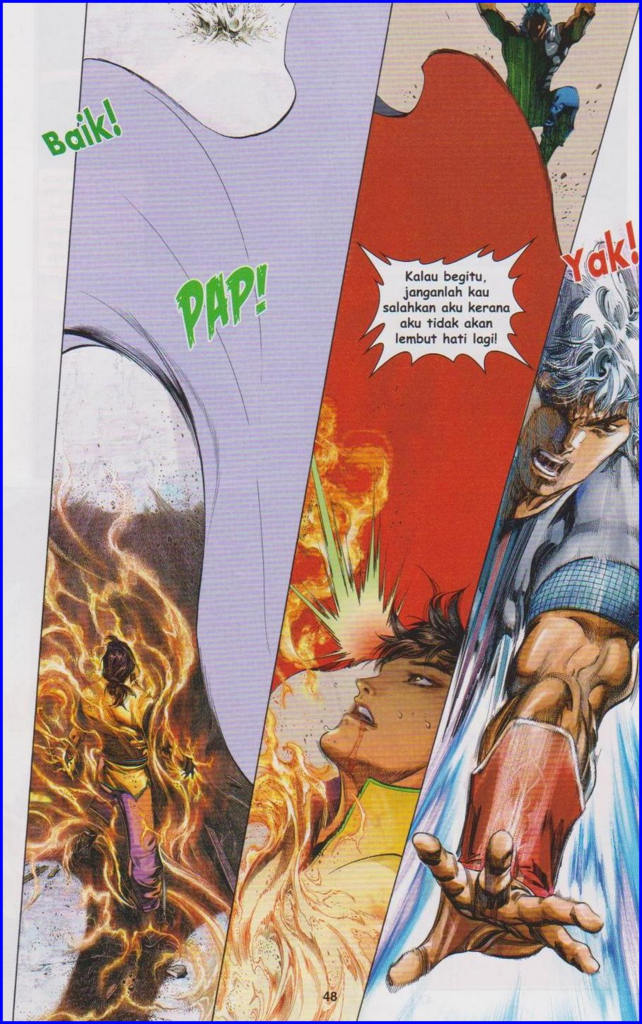 Baik!
PAP!
Kalau begitu,
janganlah kau
salahkan aku kerana
aku tidak akan
lembut hati lagi!
Yak!
48